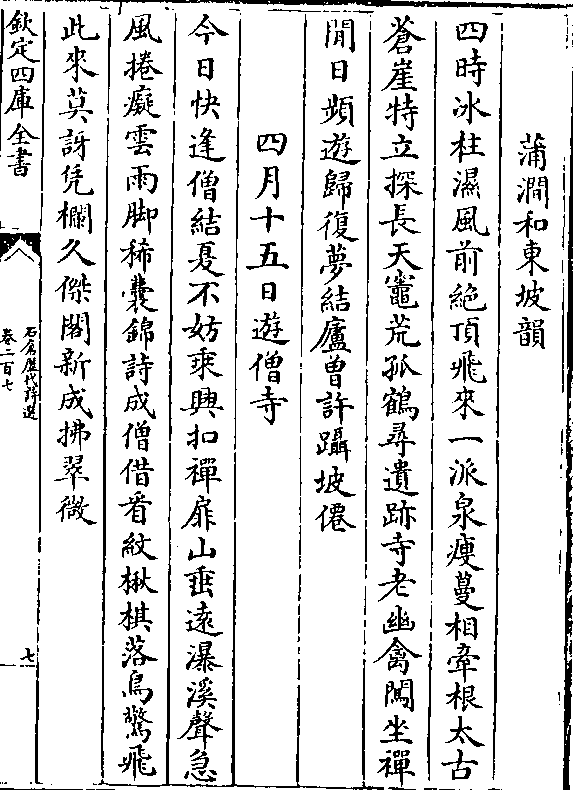 蒲澗和東坡韻
四時冰柱濕風前絶頂飛來一派泉瘦蔓相牽根太古
蒼崖特立探長天竈荒孤鶴尋遺跡寺老幽禽闖坐禪
閒日頻遊歸復夢結廬曾許躡坡僊
四月十五日遊僧寺
今日快逢僧結夏不妨乘興扣禪扉山垂遠瀑溪聲急
風捲癡雲雨脚稀囊錦詩成僧借看紋楸棋落鳥驚飛
此來莫訝凭欄久傑閣新成拂翠微
欽定四庫全書
石倉歷代詩選
卷二百七
七